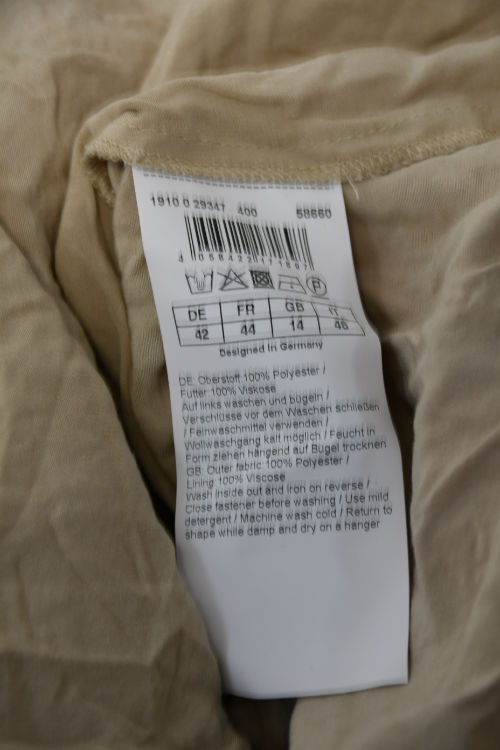 1910 0 29347 400 58660
4 058422 171697
P
DE FR GB IT
42 44 14 46
Designed in Germany
DE: Oberstoff:100% Polyester /
Futter:100% Viskose
Auf links waschen und bügeln /
Verschlüsse vor dem Waschen schließen
/ Feinwaschmittel verwenden /
Wollwaschgang kalt möglich / Feucht in
Form ziehen hängend auf Bügel trocknen
GB: Outer fabric:100% Polyester /
Lining:100% Viscose
Wash inside out and iron on reverse /
Close fastener before washing / Use mild
detergent / Machine wash cold / Return to
shape while damp and dry on a hanger